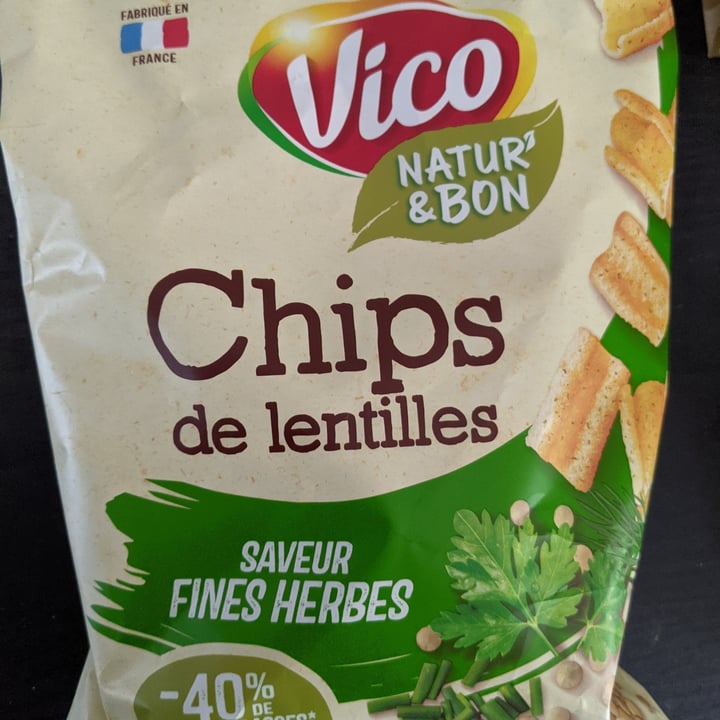 FABRIQUÉ EN
FRANCE
Vico
NATUR'
&BON
Chips
de lentilles
SAVEUR
FINES HERBES
-40%
DE